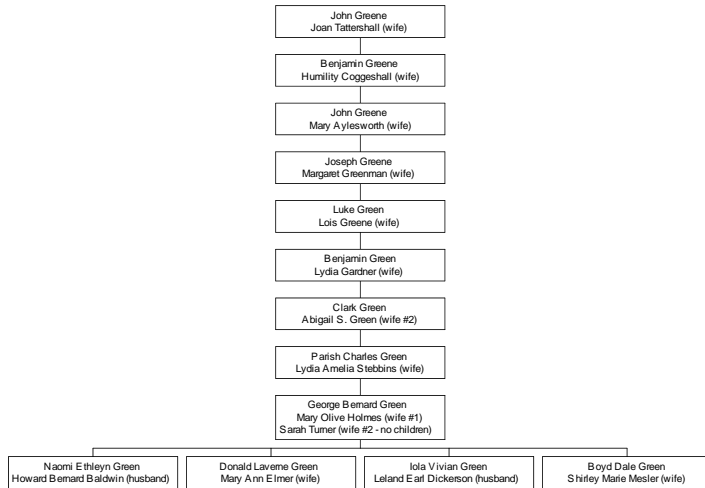 John Greene
Joan Tattershall (wife)
Benjamin Greene
Humility Coggeshall (wife)
John Greene
Mary Aylesworth (wife)
Joseph Greene
Margaret Greenman (wife)
Luke Green
Lois Greene (wife)
Benjamin Green
Lydia Gardner (wife)
Clark Green
Abigail S. Green (wife #2)
Parish Charles Green
Lydia Amelia Stebbins (wife)
George Bernard Green
Mary Olive Holmes (wife #1)
Sarah Turner (wife #2 - no children)
Naomi Ethleyn Green
Howard Bernard Baldwin (husband)
Donald Laverne Green
Mary Ann Elmer (wife)
Iola Vivian Green
Leland Earl Dickerson (husband)
Boyd Dale Green
Shirley Marie Mesler (wife)